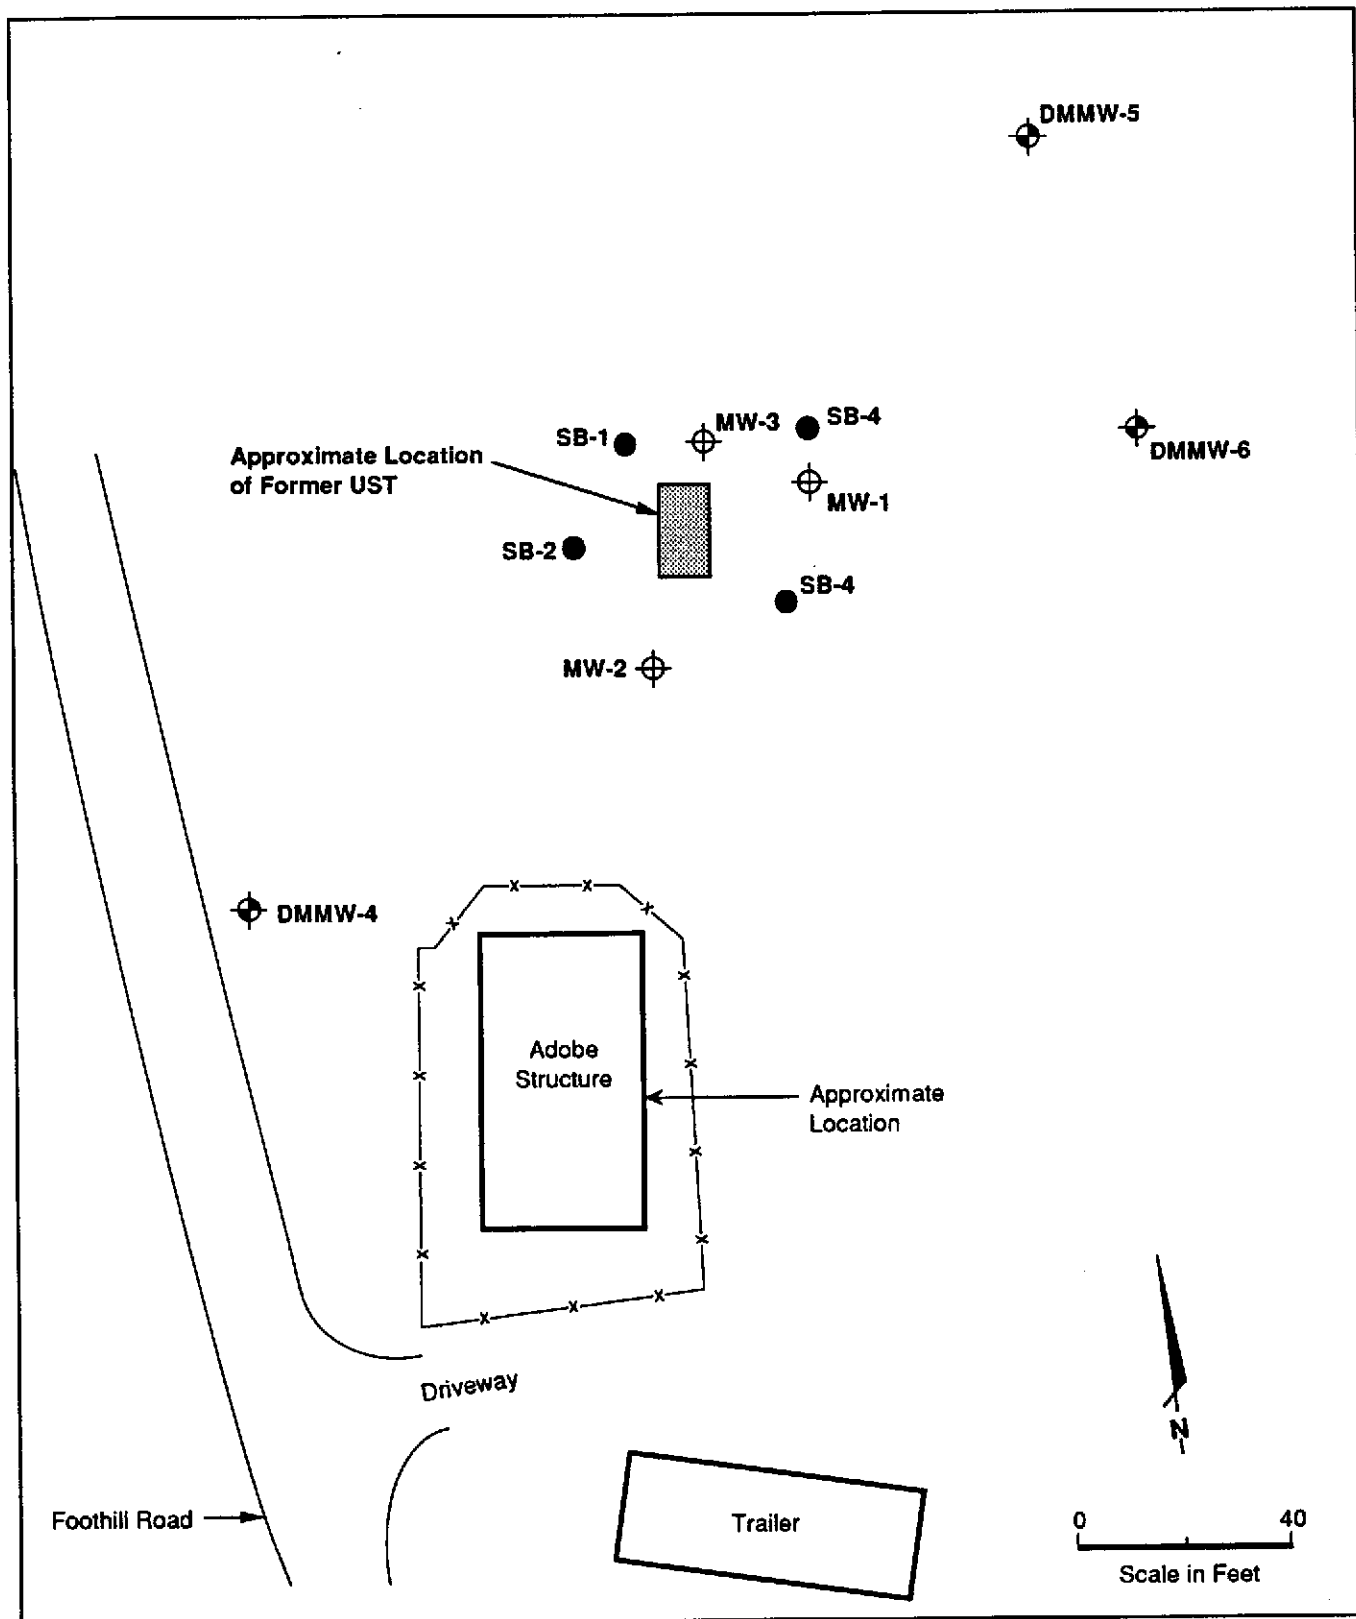 DMMW-5
SB-1
MW-3
SB-4
DMMW-6
Approximate Location
of Former UST
MW-1
SB-2
SB-4
MW-2
DMMW-4
Adobe
Structure
Approximate
Location
Driveway
N
Foothill Road
Trailer
0 40
Scale in Feet